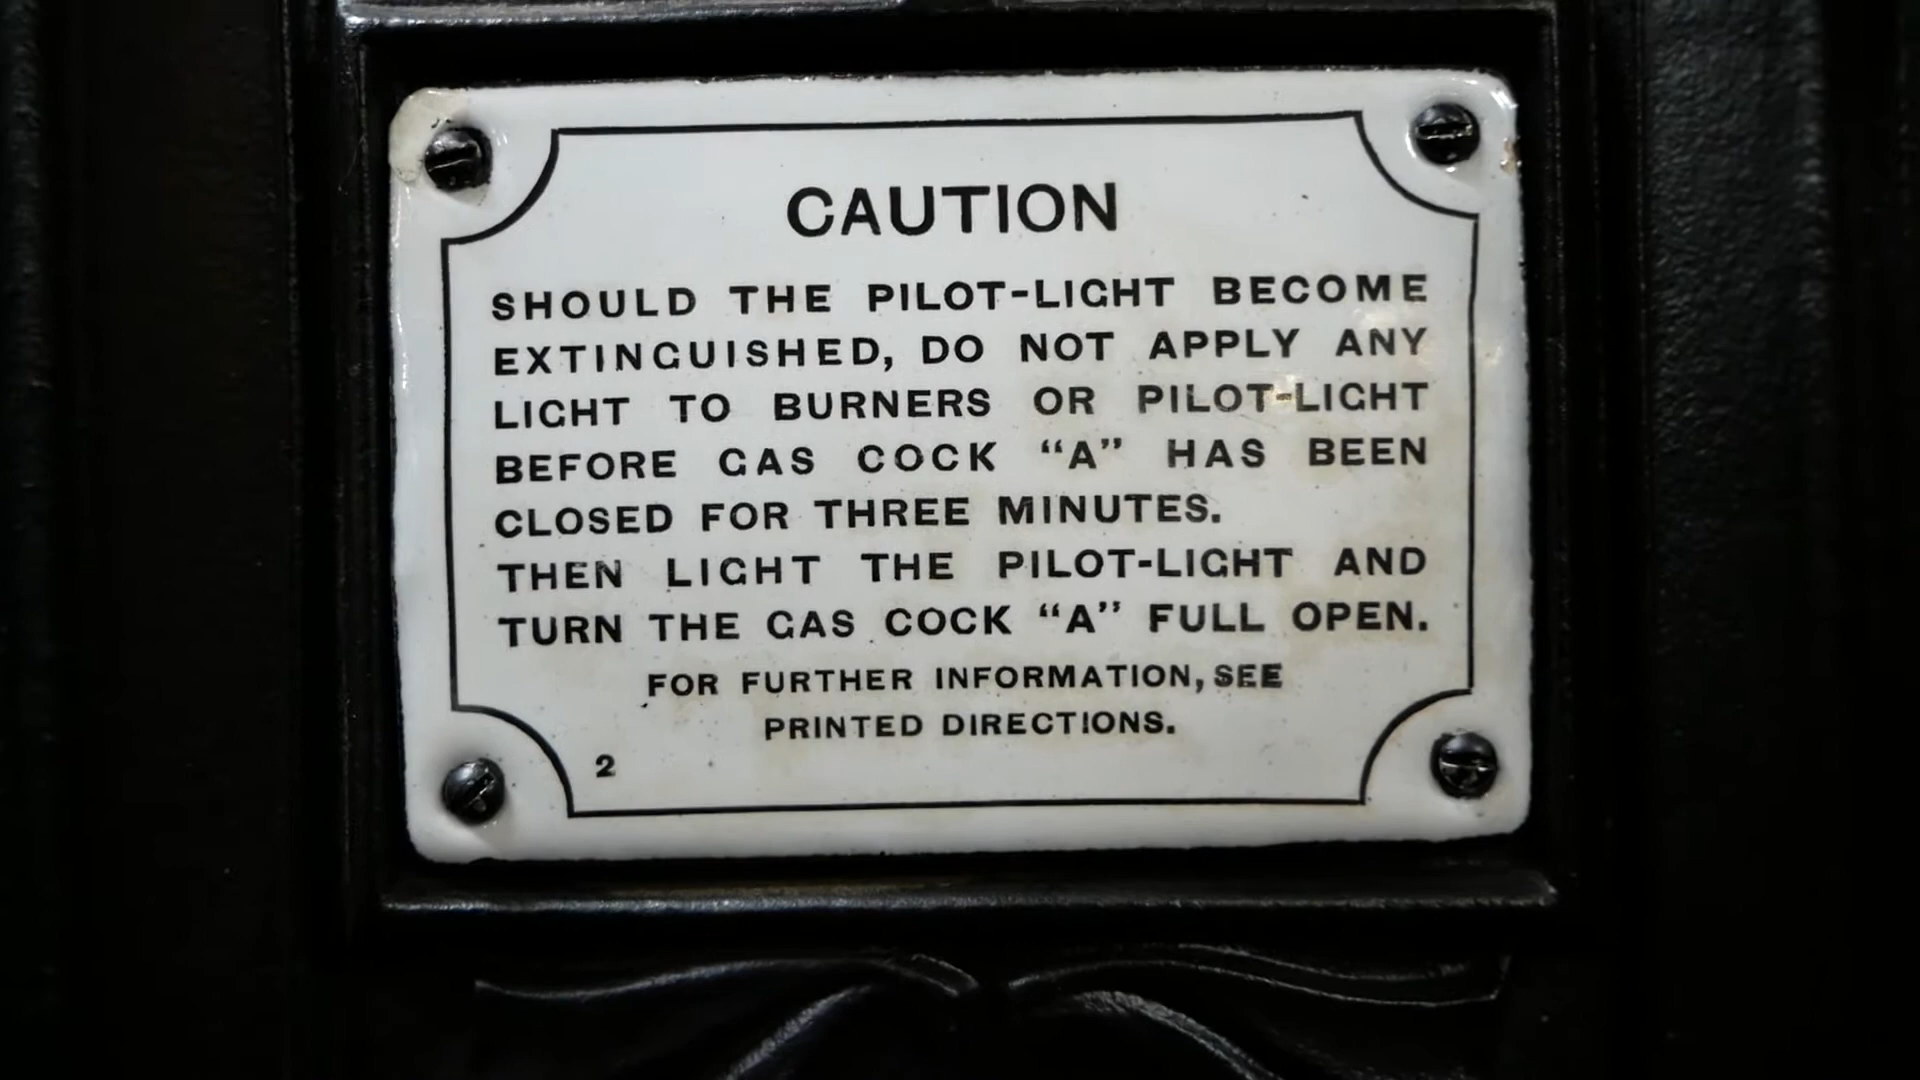 CAUTION
SHOULD THE PILOT-LIGHT BECOME
EXTINGUISHED, DO NOT APPLY ANY
LIGHT TO BURNERS OR PILOT-LIGHT
BEFORE GAS COCK “A” HAS BEEN
CLOSED FOR THREE MINUTES.
THEN LIGHT THE PILOT-LIGHT AND
TURN THE GAS COCK “A” FULL OPEN.
FOR FURTHER INFORMATION, SEE
PRINTED DIRECTIONS.
2